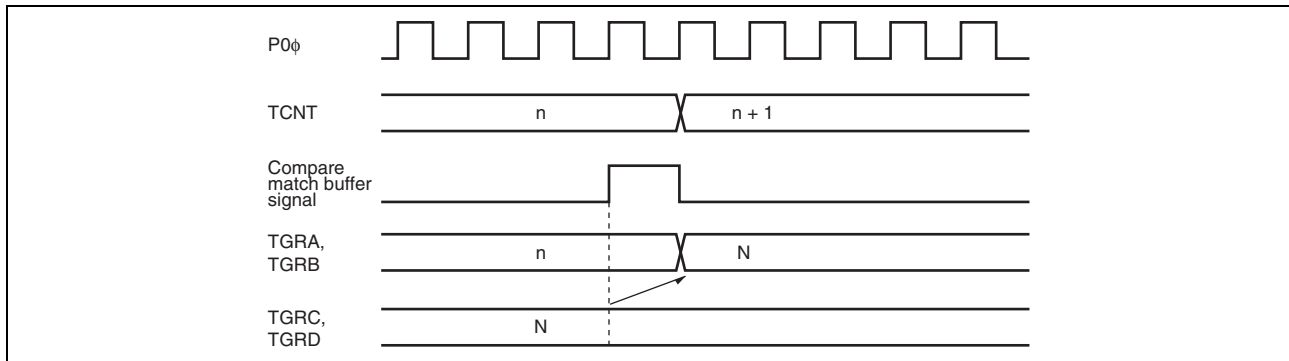 P0ϕ
TCNT
n
n + 1
Compare
match buffer
signal
TGRA,
TGRB
n
N
TGRC,
TGRD
N